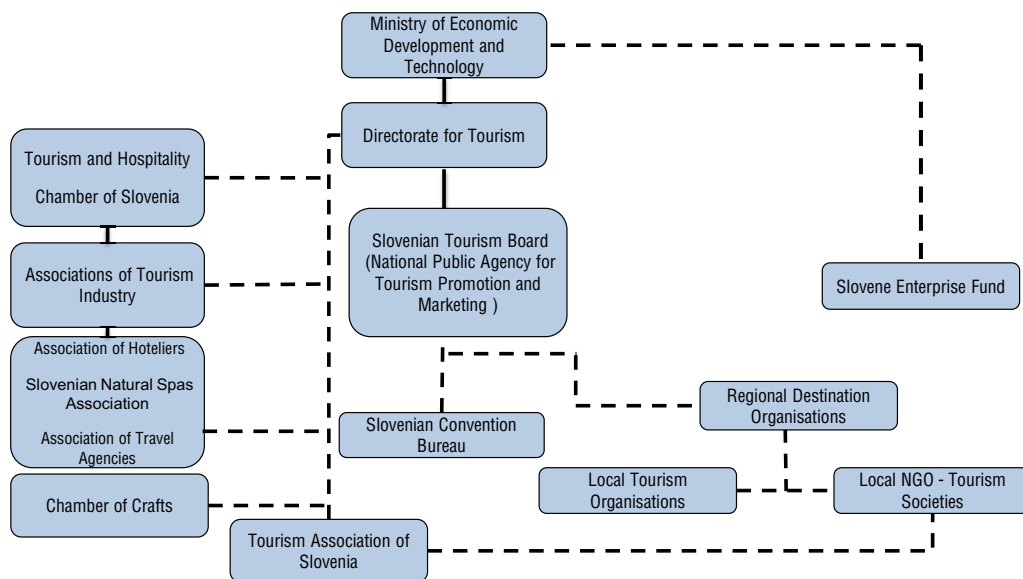 Ministry of Economic
Development and
Technology
Directorate for Tourism
Tourism and Hospitality
Chamber of Slovenia
Slovenian Tourism Board
(National Public Agency for
Tourism Promotion and
Marketing )
Associations of Tourism
Industry
Slovene Enterprise Fund
Association of Hoteliers
Slovenian Natural Spas
Association
Association of Travel
Agencies
Regional Destination
Organisations
Slovenian Convention
Bureau
Local Tourism
Organisations
Local NGO - Tourism
Societies
Chamber of Crafts
Tourism Association of
Slovenia